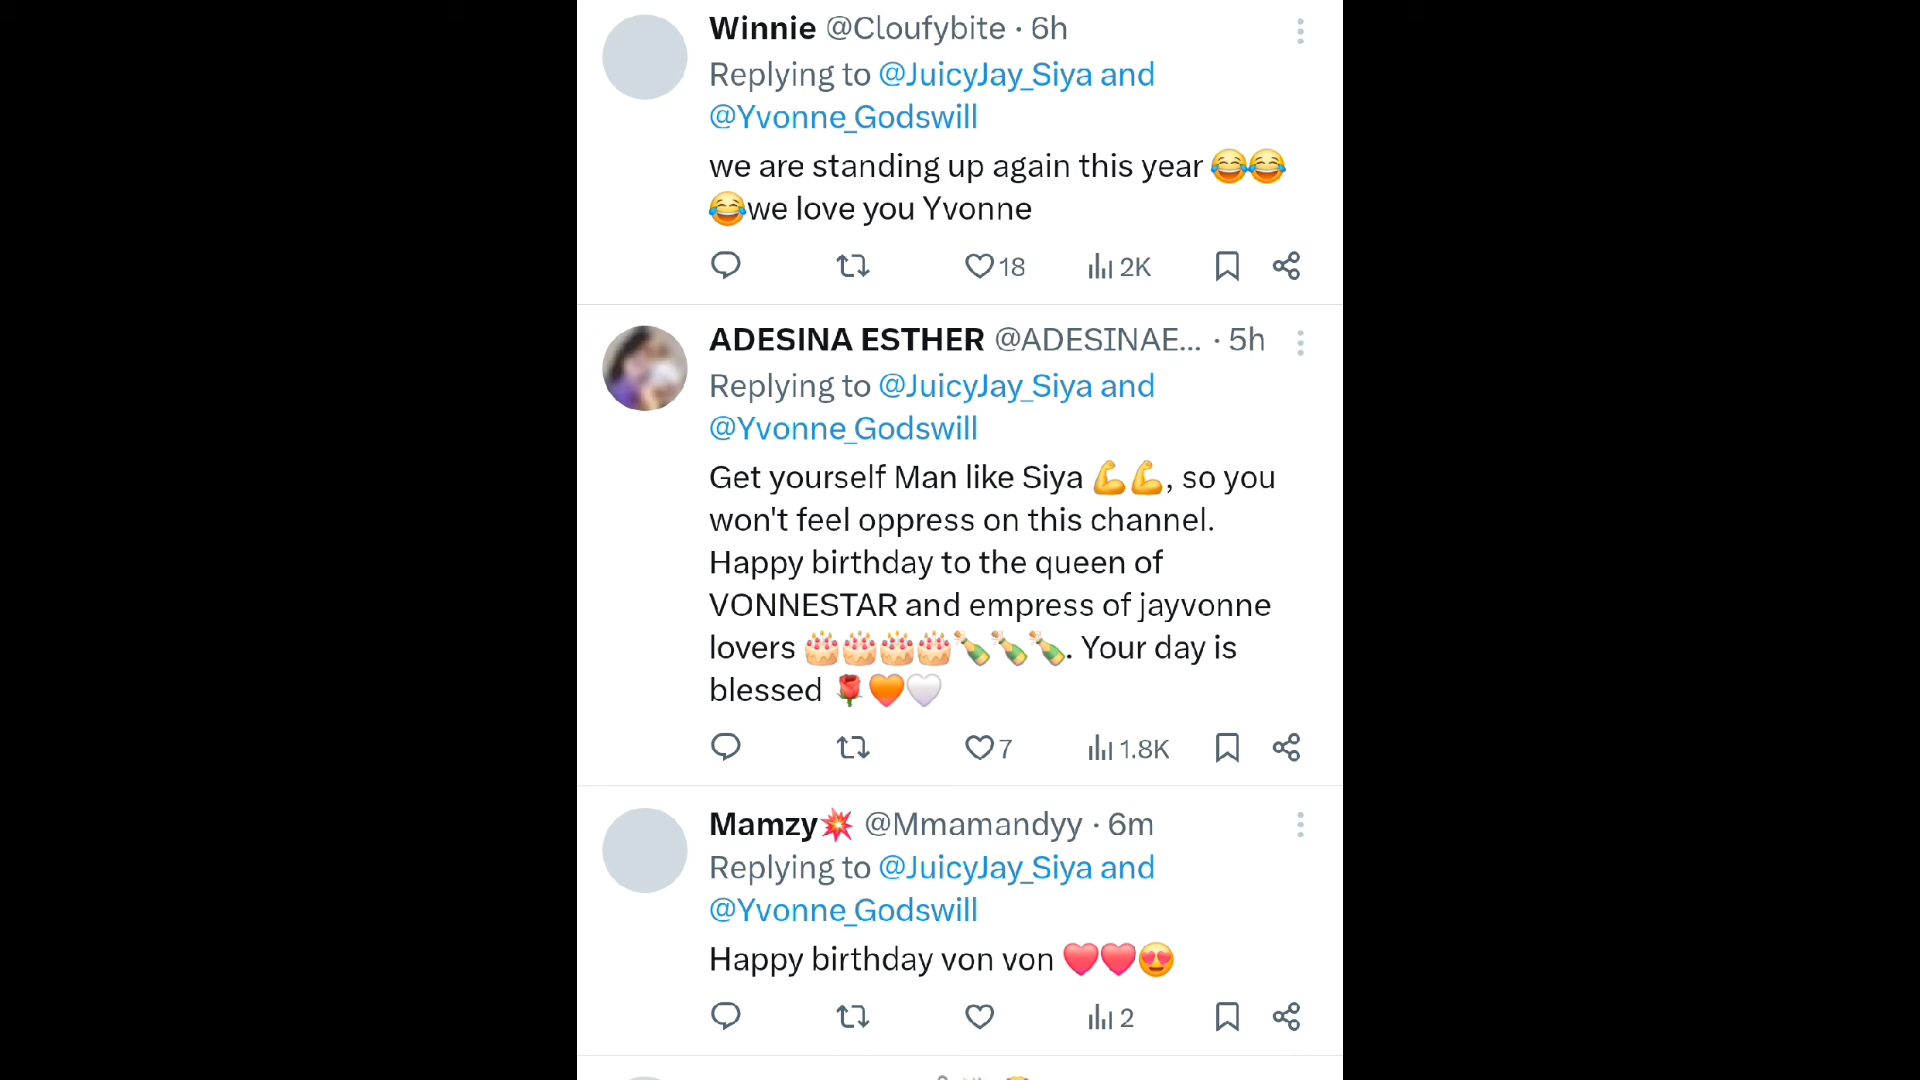 Winnie @Cloufybite · 6h
Replying to @JuicyJay_Siya and
@Yvonne_Godswill
we are standing up again this year 😂😂
😂we love you Yvonne
18 2K
ADESINA ESTHER @ADESINAE... · 5h
Replying to @JuicyJay_Siya and
@Yvonne_Godswill
Get yourself Man like Siya 💪💪, so you
won't feel oppress on this channel.
Happy birthday to the queen of
VONNESTAR and empress of jayvonne
lovers 🎂🎂🎂🎂🍾🍾🍾. Your day is
blessed 🌹🧡🤍
7 1.8K
Mamzy💥 @Mmamandyy · 6m
Replying to @JuicyJay_Siya and
@Yvonne_Godswill
Happy birthday von von ❤️❤️😍
2